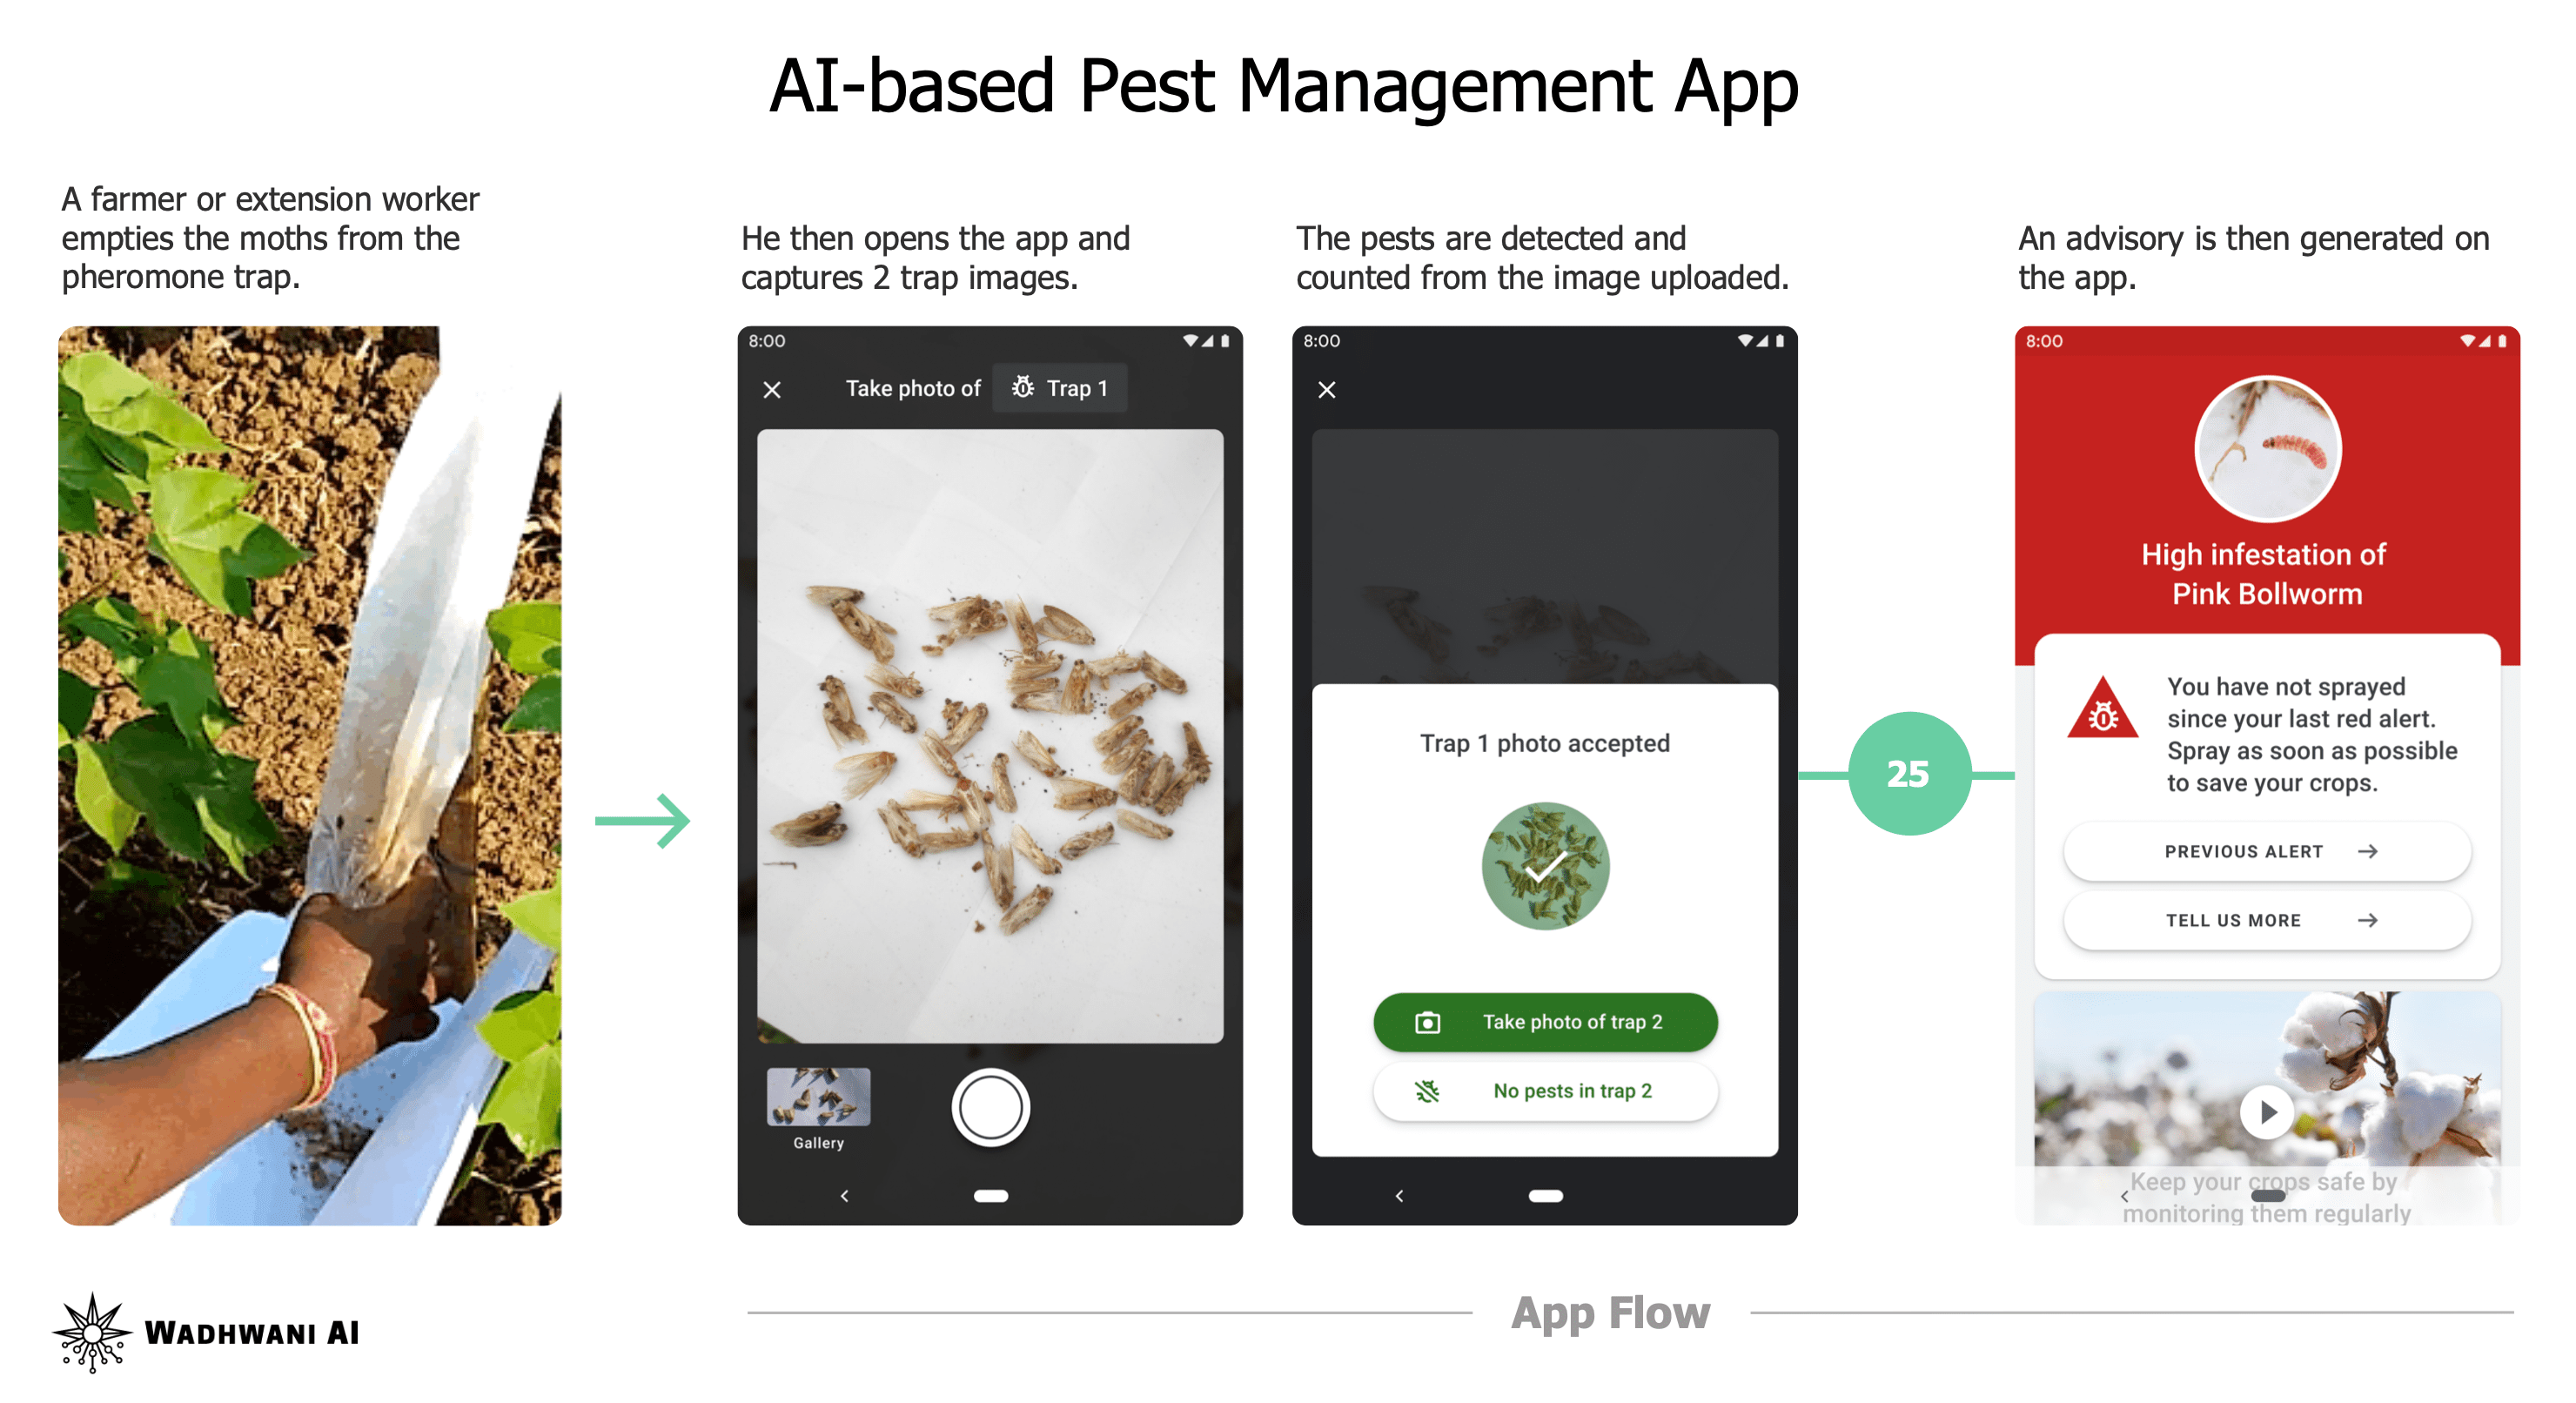 AI-based Pest Management App
A farmer or extension worker
empties the moths from the
pheromone trap.
He then opens the app and
captures 2 trap images.
The pests are detected and
counted from the image uploaded.
An advisory is then generated on
the app.
8:00
Take photo of
Trap 1
Gallery
8:00
Trap 1 photo accepted
Take photo of trap 2
No pests in trap 2
25
8:00
High infestation of
Pink Bollworm
You have not sprayed
since your last red alert.
Spray as soon as possible
to save your crops.
PREVIOUS ALERT
TELL US MORE
Keep your crops safe by
monitoring them regularly
WADHWANI AI
App Flow